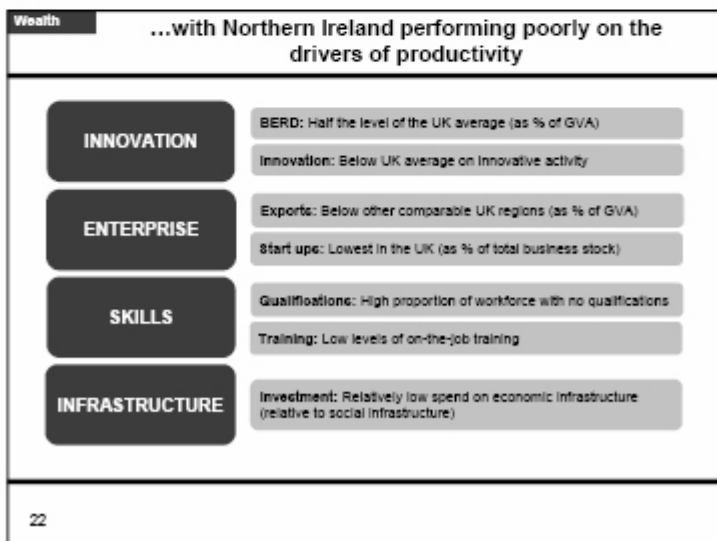 Wealth
...with Northern Ireland performing poorly on the
drivers of productivity
INNOVATION
BERD: Half the level of the UK average (as % of GVA)
Innovation: Below UK average on innovative activity
ENTERPRISE
Exports: Below other comparable UK regions (as % of GVA)
Start ups: Lowest in the UK (as % of total business stock)
SKILLS
Qualifications: High proportion of workforce with no qualifications
Training: Low levels of on-the-job training
INFRASTRUCTURE
Investment: Relatively low spend on economic infrastructure
(relative to social infrastructure)
22